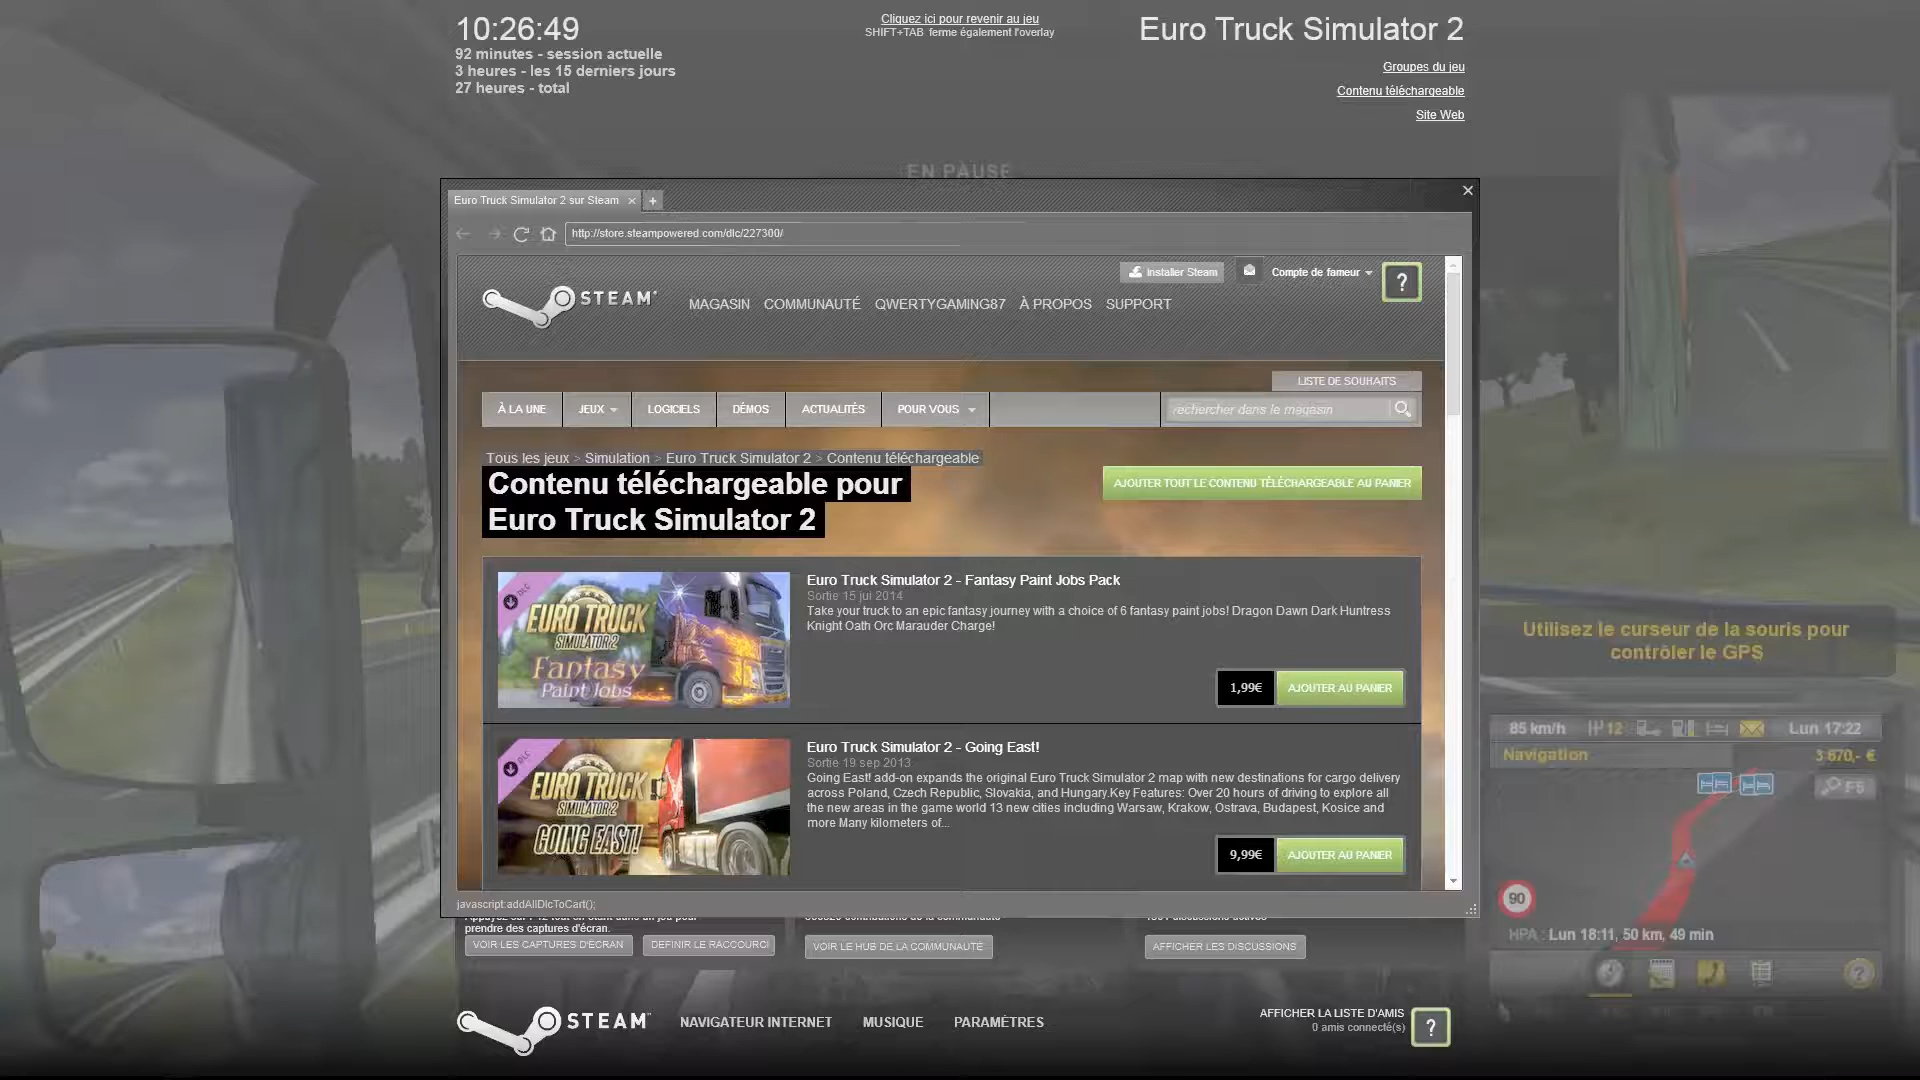 10:26:49
92 minutes - session actuelle
3 heures - les 15 derniers jours
27 heures - total
Cliquez ici pour revenir au jeu
SHIFT+TAB ferme également l'overlay
Euro Truck Simulator 2
Groupes du jeu
Contenu téléchargeable
Site Web
EN PAUSE
Euro Truck Simulator 2 sur Steam
http://store.steampowered.com/dlc/227300/
Installer Steam
Compte de fameur
STEAM
MAGASIN COMMUNAUTÉ QWERTYGAMING87 À PROPOS SUPPORT
LISTE DE SOUHAITS
À LA UNE JEUX LOGICIELS DÉMOS ACTUALITÉS POUR VOUS
rechercher dans le magasin
Tous les jeux > Simulation > Euro Truck Simulator 2 > Contenu téléchargeable
Contenu téléchargeable pour
Euro Truck Simulator 2
AJOUTER TOUT LE CONTENU TÉLÉCHARGEABLE AU PANIER
DLC
EURO TRUCK
SIMULATOR 2
Fantasy
Paint Jobs
Euro Truck Simulator 2 - Fantasy Paint Jobs Pack
Sortie 15 jui 2014
Take your truck to an epic fantasy journey with a choice of 6 fantasy paint jobs! Dragon Dawn Dark Huntress
Knight Oath Orc Marauder Charge!
1,99€
AJOUTER AU PANIER
DLC
EURO TRUCK
SIMULATOR 2
GOING EAST!
Euro Truck Simulator 2 - Going East!
Sortie 19 sep 2013
Going East! add-on expands the original Euro Truck Simulator 2 map with new destinations for cargo delivery
across Poland, Czech Republic, Slovakia, and Hungary.Key Features: Over 20 hours of driving to explore all
the new areas in the game world 13 new cities including Warsaw, Krakow, Ostrava, Budapest, Kosice and
more Many kilometers of...
9,99€
AJOUTER AU PANIER
javascript:addAllDlcToCart();
Utilisez le curseur de la souris pour
contrôler le GPS
85 km/h 12 Lun 17:22
Navigation 3 670,- €
F5
90
HPA : Lun 18:11, 50 km, 49 min
prendre des captures d'écran.
VOIR LES CAPTURES D'ÉCRAN
DEFINIR LE RACCOURCI
VOIR LE HUB DE LA COMMUNAUTÉ
AFFICHER LES DISCUSSIONS
STEAM
NAVIGATEUR INTERNET MUSIQUE PARAMÈTRES
AFFICHER LA LISTE D'AMIS
0 amis connecté(s)